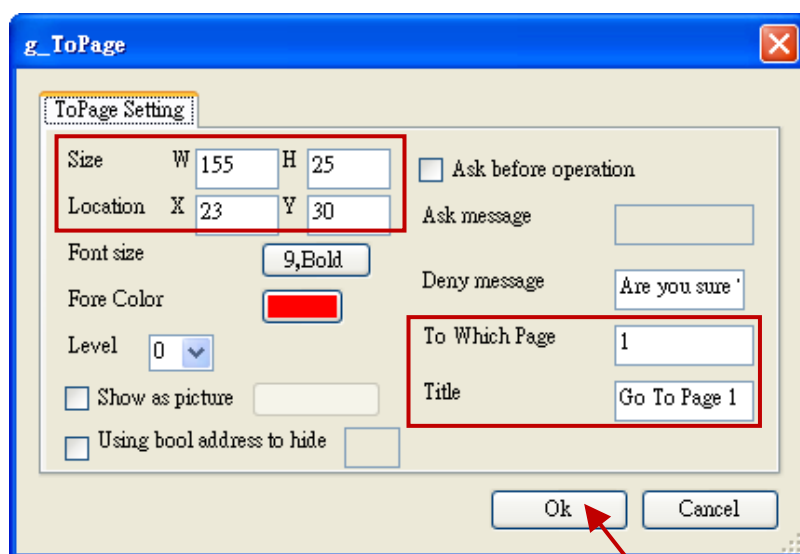 g_ToPage
ToPage Setting
Size W 155 H 25
Location X 23 Y 30
Font size 9,Bold
Fore Color
Level 0
Show as picture
Using bool address to hide
Ask before operation
Ask message
Deny message Are you sure '
To Which Page 1
Title Go To Page 1
Ok Cancel